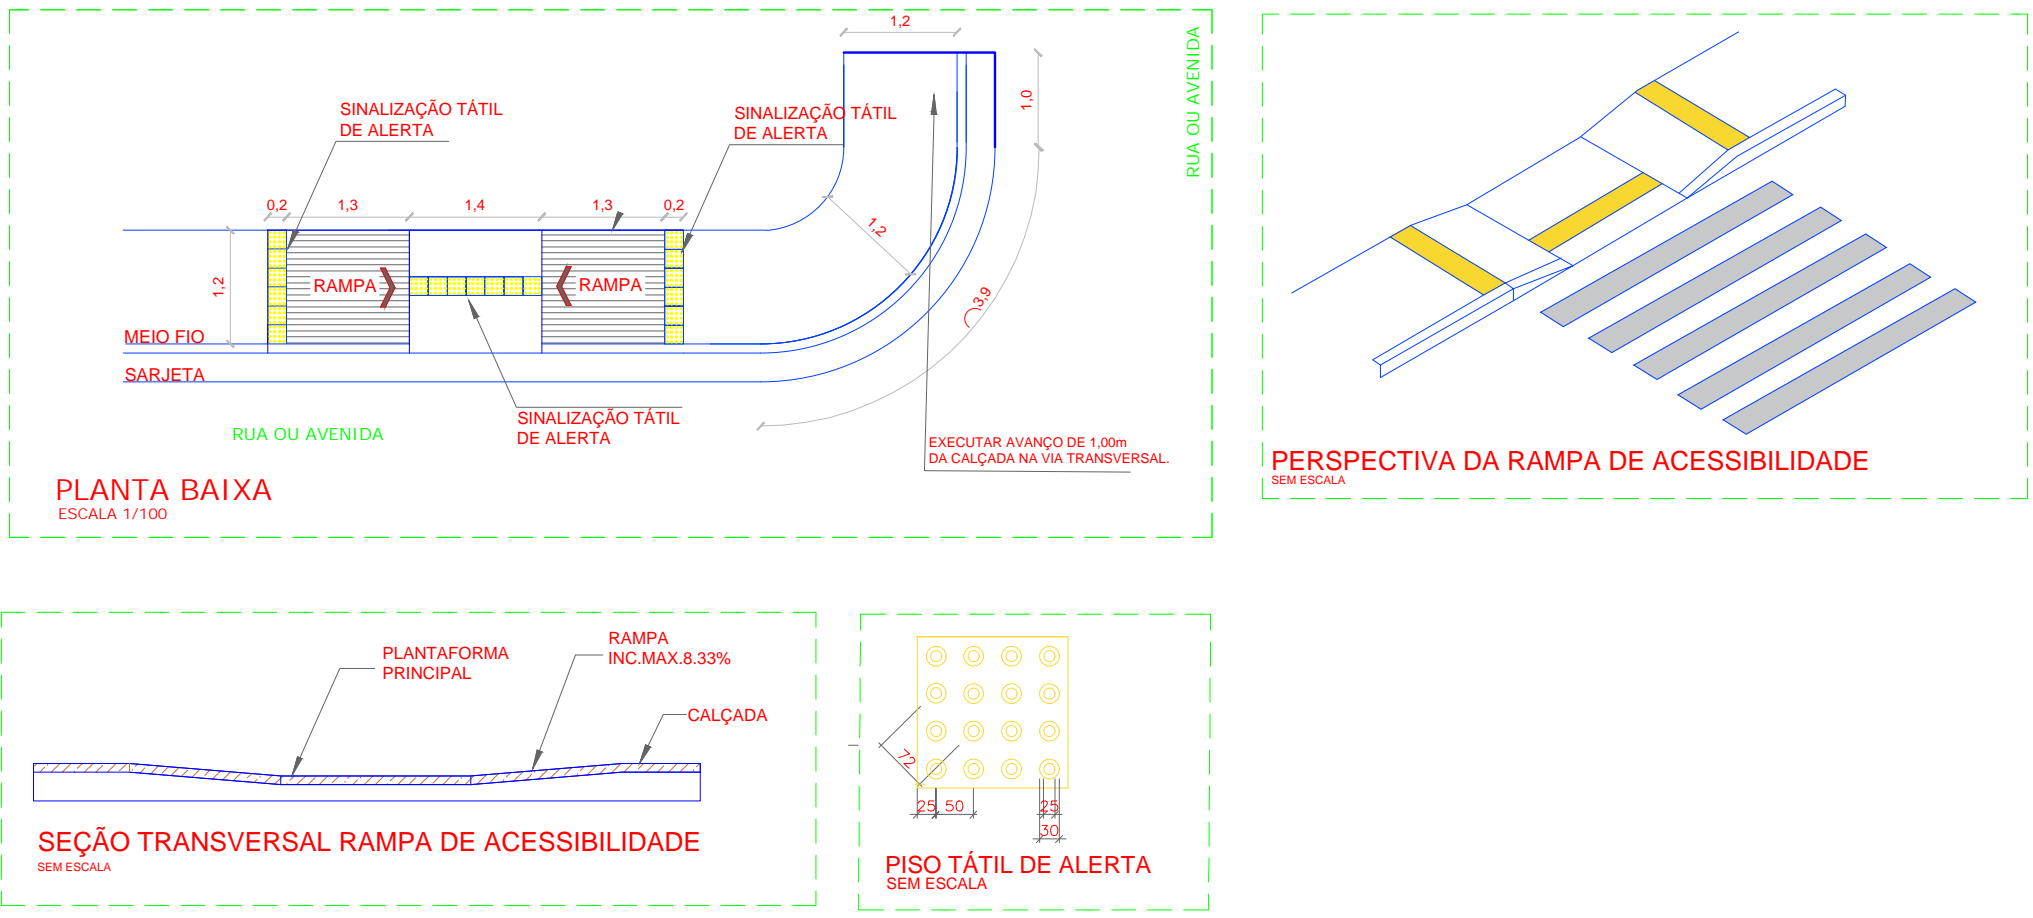 1,2
RUA OU AVENIDA
1,0
SINALIZAÇÃO TÁTIL
DE ALERTA
SINALIZAÇÃO TÁTIL
DE ALERTA
0,2
1,3
1,4
1,3
0,2
1,2
1,2
RAMPA
RAMPA
3,9
MEIO FIO
SARJETA
SINALIZAÇÃO TÁTIL
DE ALERTA
RUA OU AVENIDA
EXECUTAR AVANÇO DE 1,00m
DA CALÇADA NA VIA TRANSVERSAL.
PLANTA BAIXA
ESCALA 1/100
PERSPECTIVA DA RAMPA DE ACESSIBILIDADE
SEM ESCALA
PLANTAFORMA
PRINCIPAL
RAMPA
INC.MAX.8.33%
CALÇADA
SEÇÃO TRANSVERSAL RAMPA DE ACESSIBILIDADE
SEM ESCALA
72
25
50
25
30
PISO TÁTIL DE ALERTA
SEM ESCALA